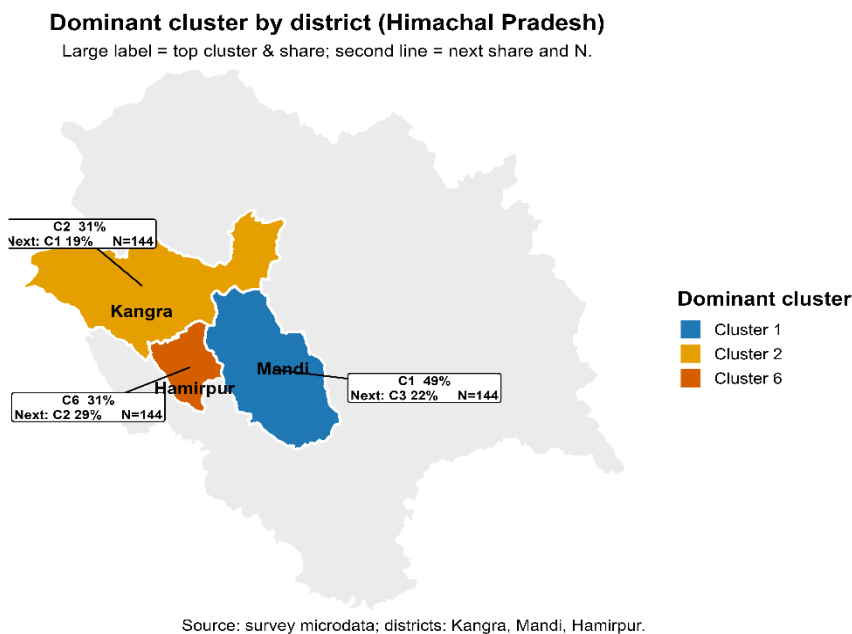 Dominant cluster by district (Himachal Pradesh)
Large label = top cluster & share; second line = next share and N.
C2 31%
Next: C1 19% N=144
Kangra
Mandi
C1 49%
Next: C3 22% N=144
Hamirpur
C6 31%
Next: C2 29% N=144
Dominant cluster
Cluster 1
Cluster 2
Cluster 6
Source: survey microdata; districts: Kangra, Mandi, Hamirpur.